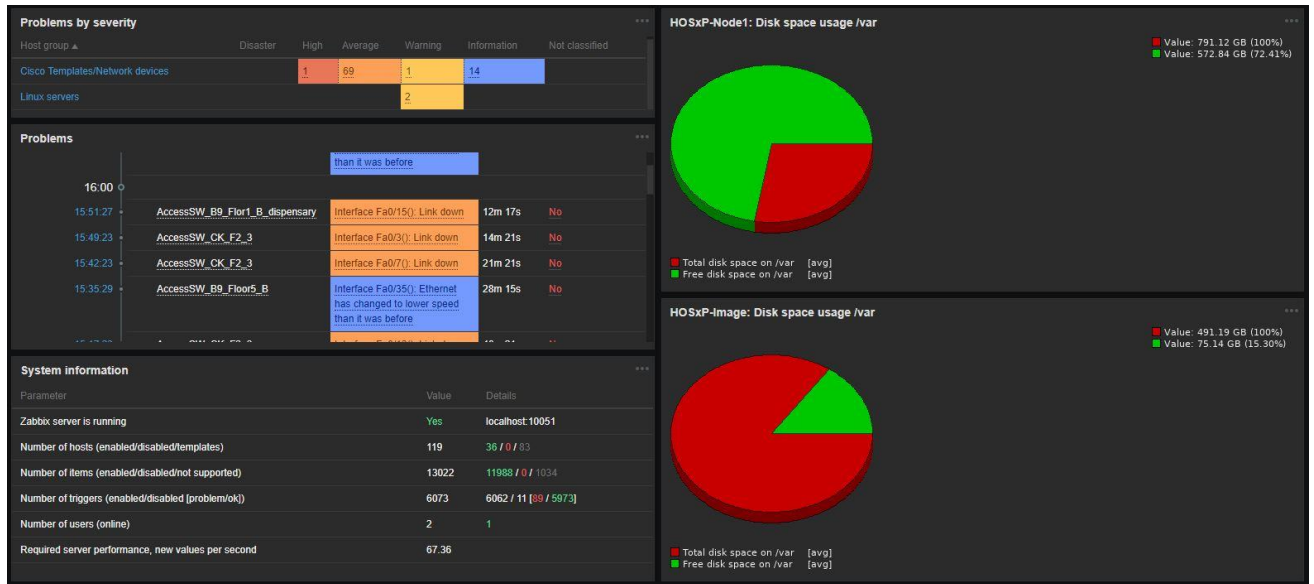 Problems by severity
Host group Disaster High Average Warning Information Not classified
Cisco Templates/Network devices 1 69 1 14
Linux servers 2
Problems
than it was before
16:00
15:51:27 AccessSW_B9_Flor1_B_dispensary Interface Fa0/15(): Link down 12m 17s No
15:49:23 AccessSW_CK_F2_3 Interface Fa0/3(): Link down 14m 21s No
15:42:23 AccessSW_CK_F2_3 Interface Fa0/7(): Link down 21m 21s No
15:35:29 AccessSW_B9_Floor5_B Interface Fa0/35(): Ethernet 28m 15s No
has changed to lower speed
than it was before
System information
Parameter Value Details
Zabbix server is running Yes localhost:10051
Number of hosts (enabled/disabled/templates) 119 36 / 0 / 83
Number of items (enabled/disabled/not supported) 13022 11988 / 0 / 1034
Number of triggers (enabled/disabled [problem/ok]) 6073 6062 / 11 [89 / 5973]
Number of users (online) 2 1
Required server performance, new values per second 67.36
HOSxP-Node1: Disk space usage /var
Value: 791.12 GB (100%)
Value: 572.84 GB (72.41%)
Total disk space on /var [avg]
Free disk space on /var [avg]
HOSxP-Image: Disk space usage /var
Value: 491.19 GB (100%)
Value: 75.14 GB (15.30%)
Total disk space on /var [avg]
Free disk space on /var [avg]